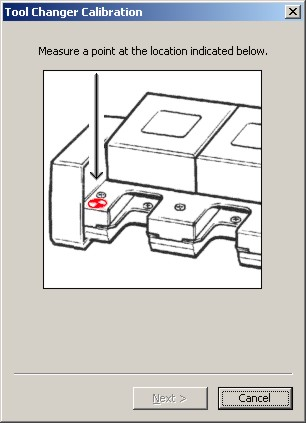 Tool Changer Calibration
Measure a point at the location indicated below.
Next >
Cancel